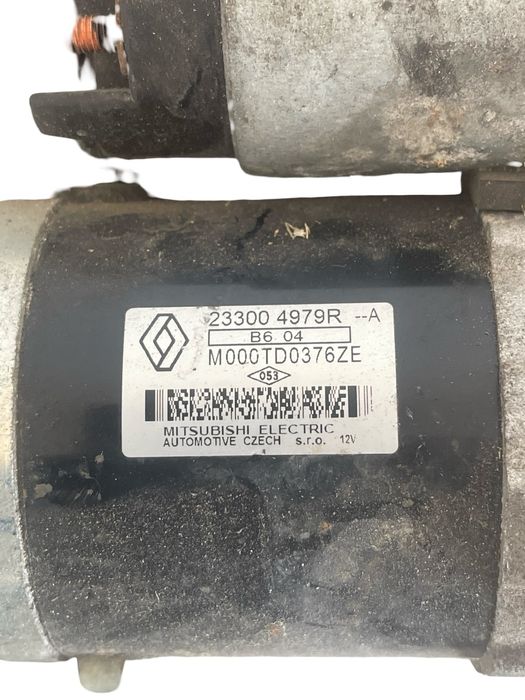 23300 4979R --A
B6 04
M000TD0376ZE
053
MITSUBISHI ELECTRIC
AUTOMOTIVE CZECH s.r.o. 12V